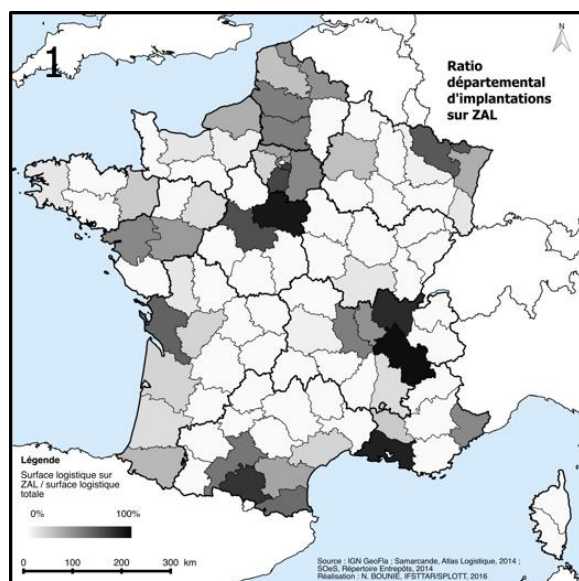 1
N
Ratio
départemental
d'implantations
sur ZAL
Légende
Surface logistique sur
ZAL / surface logistique
totale
0% 100%
0 100 200 300 km
Source : IGN GeoFla ; Samarcande, Atlas Logistique, 2014 ;
SOeS, Répertoire Entrepôts, 2014
Réalisation : N. BOUNIE, IFSTTAR/SPLOTT, 2016